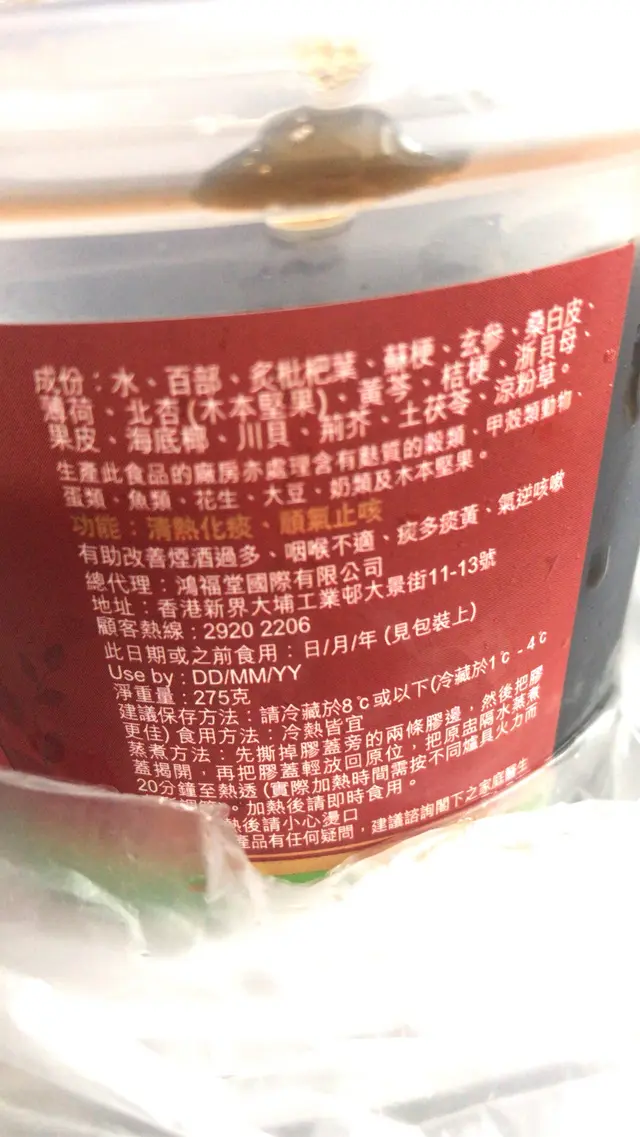 成份：水、百部、炙枇杷葉、蘇梗、玄參、桑白皮、
薄荷、北杏(木本堅果)、黃芩、桔梗、浙貝母、
果皮、海底椰、川貝、荊芥、土茯苓、涼粉草。
生產此食品的廠房亦處理含有麩質的穀類、甲殼類動物、
蛋類、魚類、花生、大豆、奶類及木本堅果。
功能：清熱化痰、順氣止咳
有助改善煙酒過多、咽喉不適、痰多痰黃、氣逆咳嗽
總代理：鴻福堂國際有限公司
地址：香港新界大埔工業邨大景街11-13號
顧客熱線：2920 2206
此日期或之前食用：日/月/年 (見包裝上)
Use by : DD/MM/YY
淨重量：275克
建議保存方法：請冷藏於8℃或以下(冷藏於1℃-4℃
更佳) 食用方法：冷熱皆宜
蒸煮方法：先撕掉膠蓋旁的兩條膠邊，然後把膠
蓋揭開，再把膠蓋輕放回原位，把原盅隔水蒸煮
20分鐘至熱透 (實際加熱時間需按不同爐具火力而
。加熱後請即時食用。
熱後請小心燙口
產品有任何疑問，建議諮詢閣下之家庭醫生